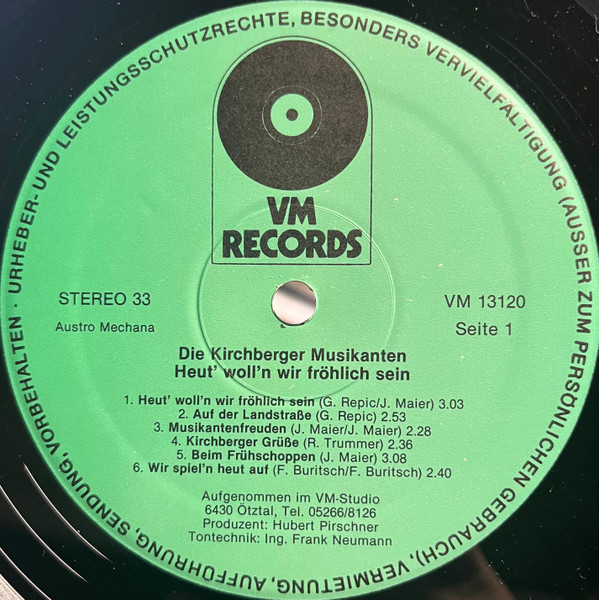 URHEBER- UND LEISTUNGSSCHUTZRECHTE, BESONDERS VERVIELFÄLTIGUNG (AUSSER ZUM PERSÖNLICHEN GEBRAUCH), VERMIETUNG, AUFFÜHRUNG, SENDUNG, VORBEHALTEN ·
VM
RECORDS
STEREO 33
VM 13120
Austro Mechana
Seite 1
Die Kirchberger Musikanten
Heut' woll'n wir fröhlich sein
1. Heut' woll'n wir fröhlich sein (G. Repic/J. Maier) 3.03
2. Auf der Landstraße (G. Repic) 2.53
3. Musikantenfreuden (J. Maier/J. Maier) 2.28
4. Kirchberger Grüße (R. Trummer) 2.36
5. Beim Frühschoppen (J. Maier) 3.08
6. Wir spiel'n heut auf (F. Buritsch/F. Buritsch) 2.40
Aufgenommen im VM-Studio
6430 Ötztal, Tel. 05266/8126
Produzent: Hubert Pirschner
Tontechnik: Ing. Frank Neumann